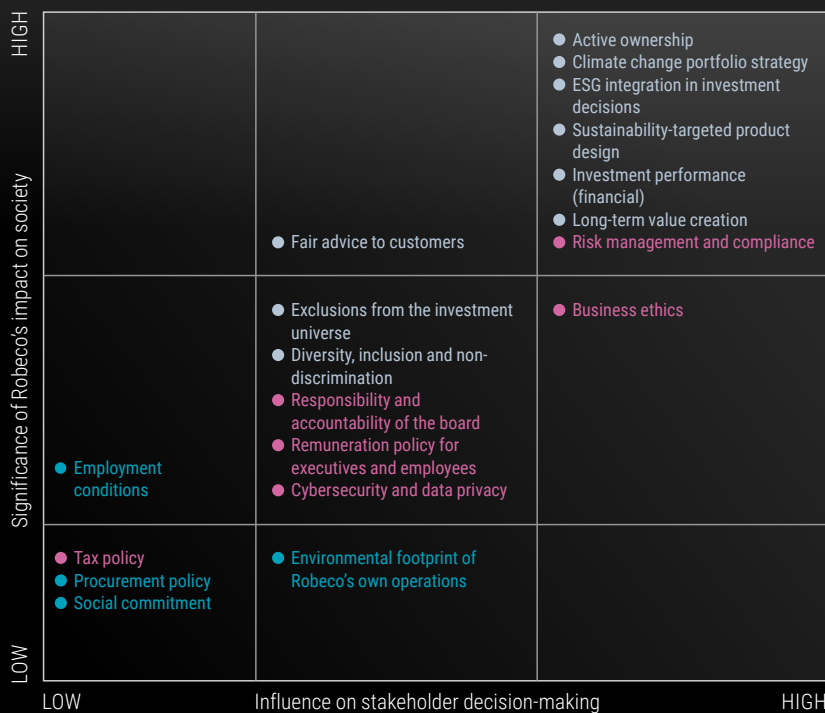 HIGH
Significance of Robeco's impact on society
LOW
Active ownership
Climate change portfolio strategy
ESG integration in investment
decisions
Sustainability-targeted product
design
Investment performance
(financial)
Long-term value creation
Risk management and compliance
Fair advice to customers
Exclusions from the investment
universe
Diversity, inclusion and non-
discrimination
Responsibility and
accountability of the board
Remuneration policy for
executives and employees
Cybersecurity and data privacy
Business ethics
Employment
conditions
Tax policy
Procurement policy
Social commitment
Environmental footprint of
Robeco's own operations
LOW
Influence on stakeholder decision-making
HIGH